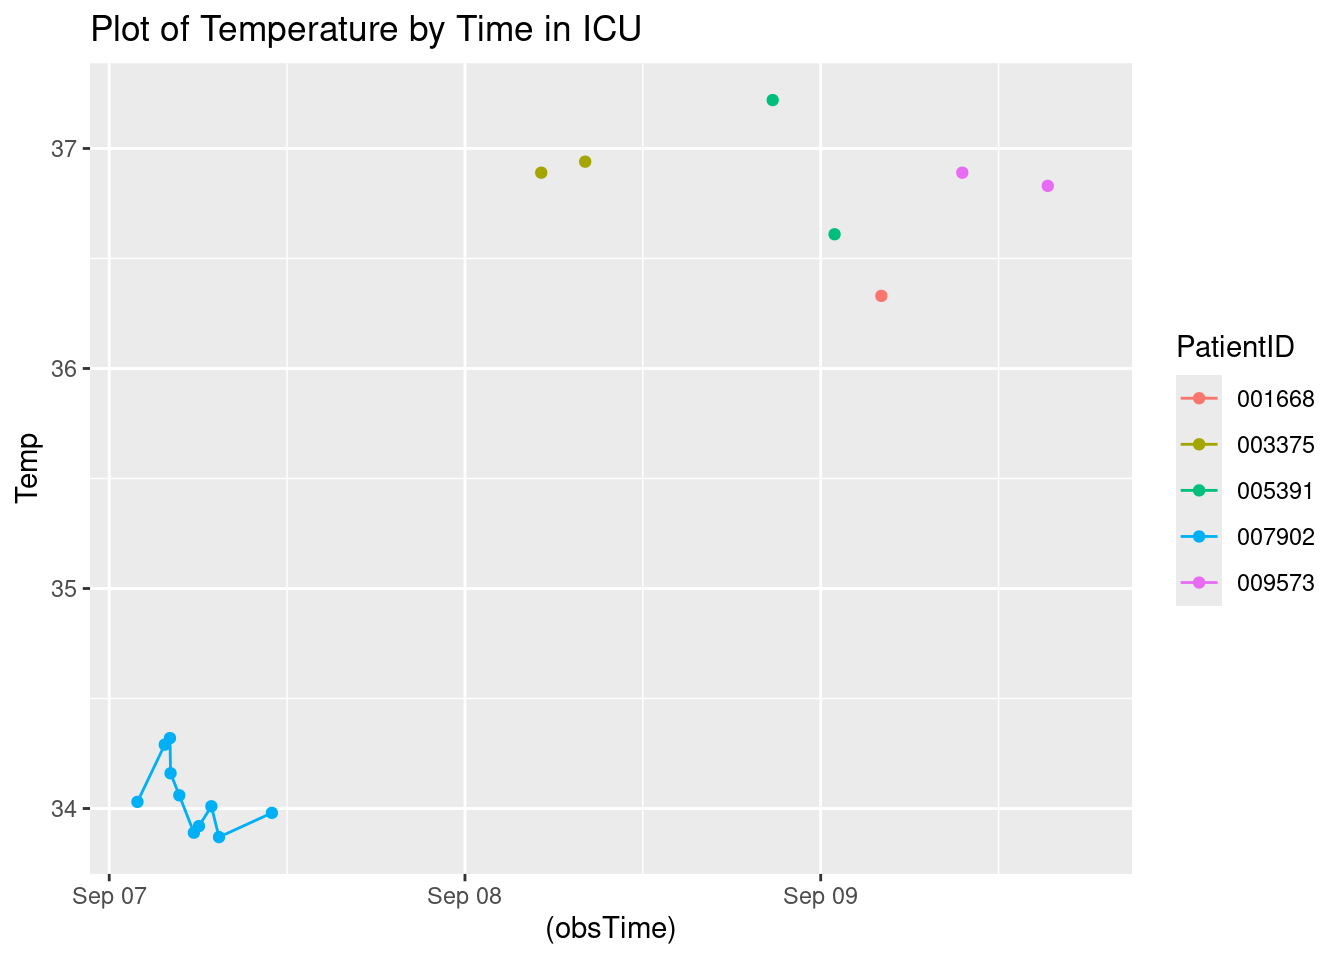 Plot of Temperature by Time in ICU
37
36
35
34
Temp
Sep 07
Sep 08
Sep 09
(obsTime)
PatientID
001668
003375
005391
007902
009573